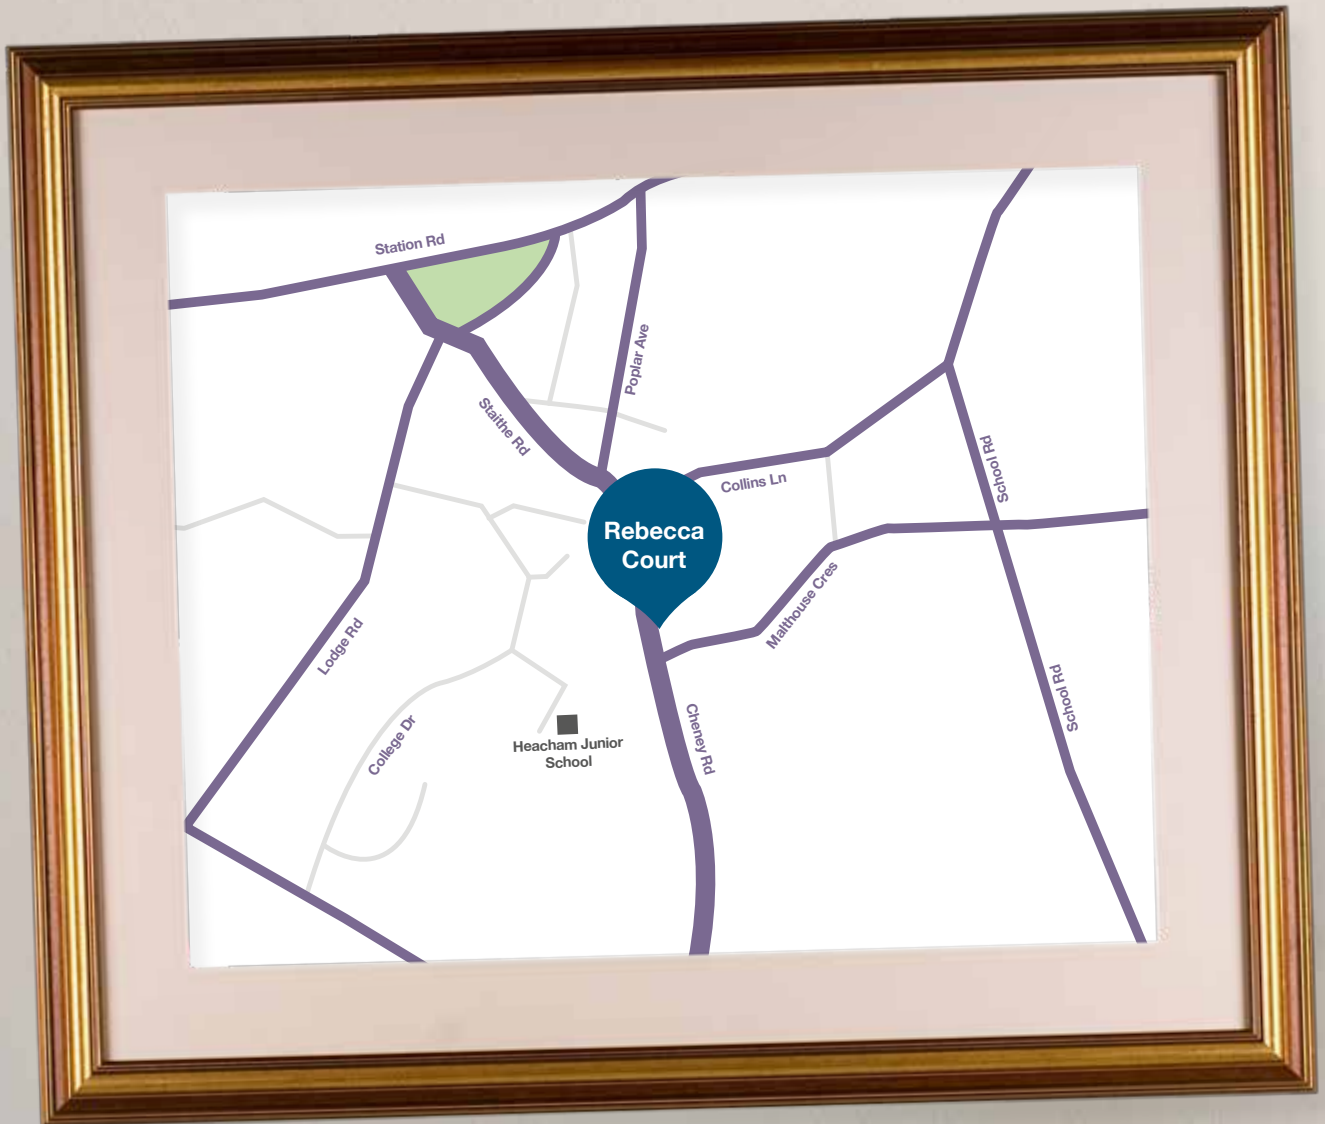 Station Rd
Poplar Ave
Staithe Rd
Collins Ln
School Rd
Rebecca
Court
Malthouse Cres
Lodge Rd
School Rd
College Dr
Cheney Rd
Heacham Junior
School